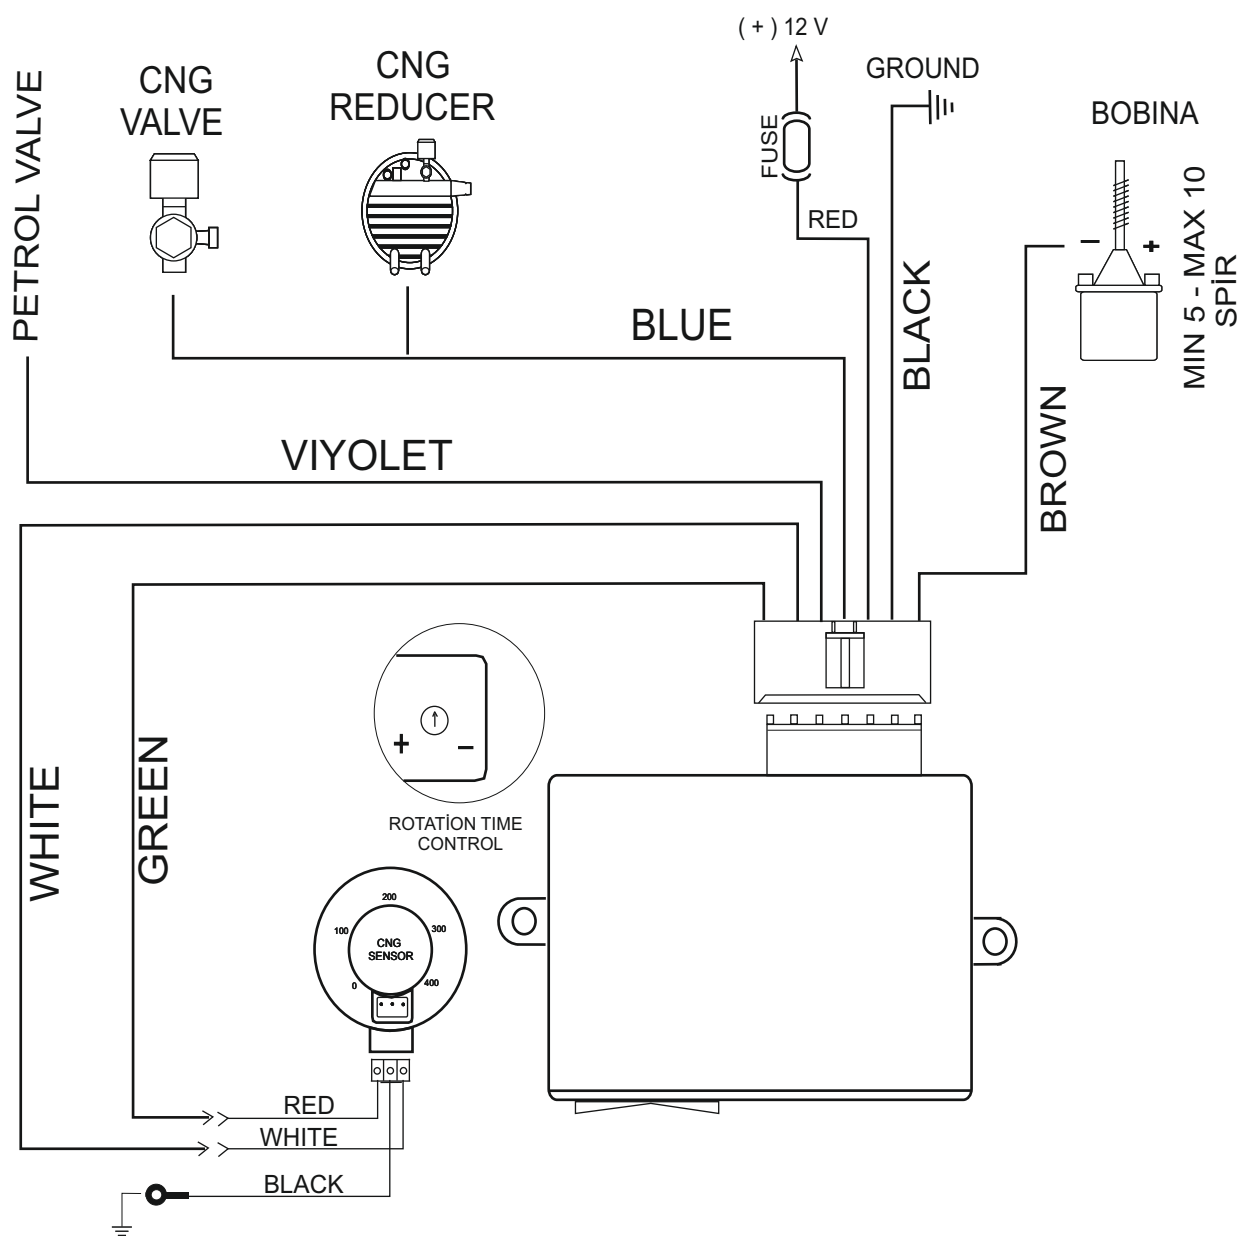 ( + ) 12 V
GROUND
CNG
VALVE
CNG
REDUCER
BOBINA
PETROL VALVE
FUSE
RED
BLACK
– +
MIN 5 - MAX 10
SPİR
BLUE
BROWN
VIYOLET
WHITE
GREEN
+ –
ROTATİON TIME
CONTROL
200
100
300
CNG
SENSOR
0
400
RED
WHITE
BLACK